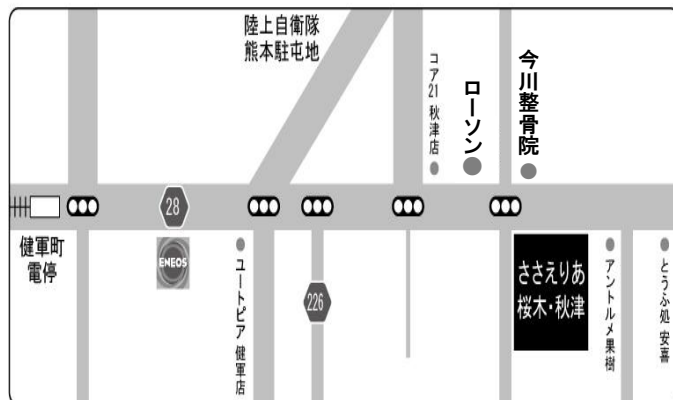 陸上自衛隊
熊本駐屯地
コア21 秋津店
ローソン
今川整骨院
28
健軍町
電停
ENEOS
ユートピア 健軍店
226
ささえりあ
桜木・秋津
アントルメ果樹
とうふ処 安喜